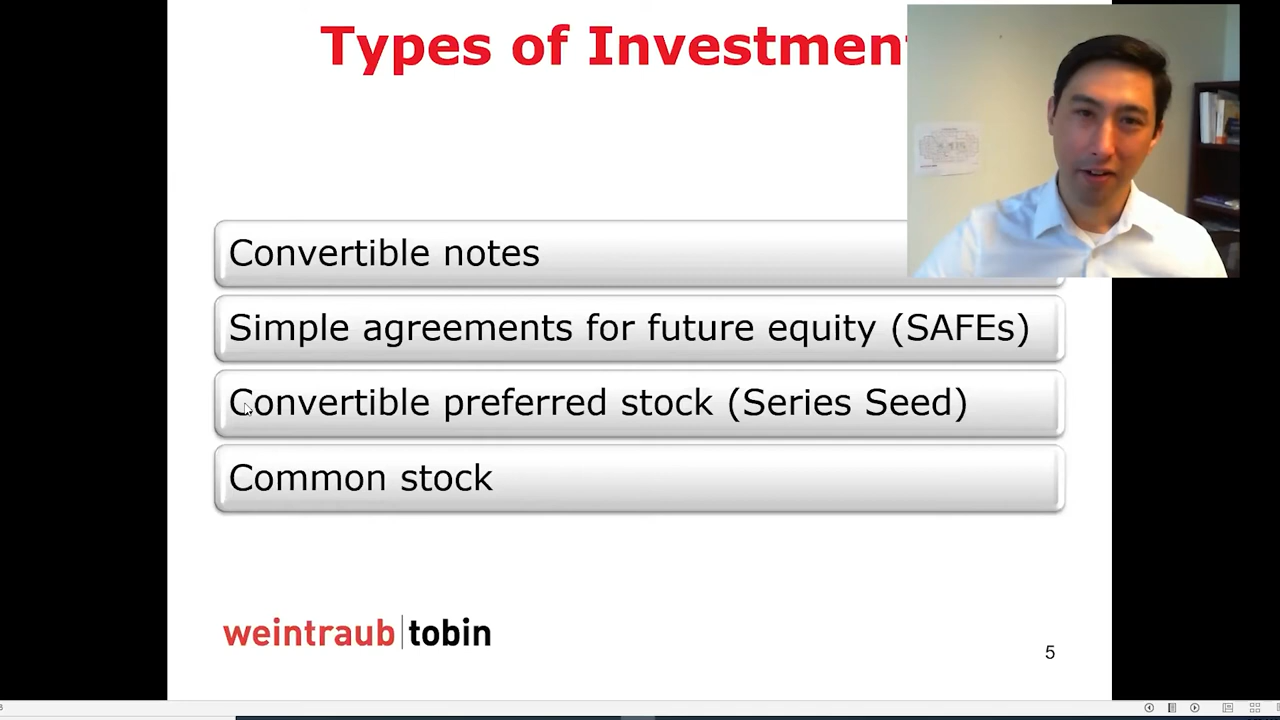 Types of Investmen
Convertible notes
Simple agreements for future equity (SAFEs)
Convertible preferred stock (Series Seed)
Common stock
weintraub tobin
5